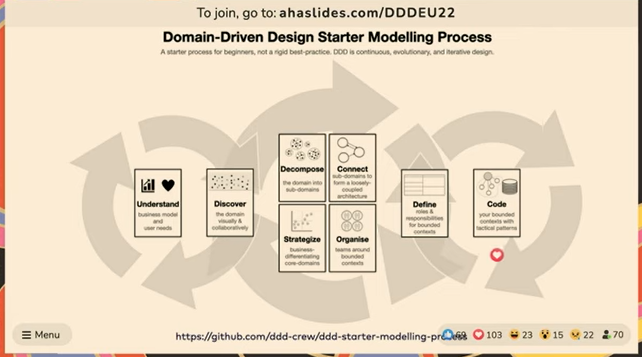 To join, go to: ahaslides.com/DDDEU22
Domain-Driven Design Starter Modelling Process
A starter process for beginners, not a rigid best-practice. DDD is continuous, evolutionary, and iterative design.
Understand
business model
and
user needs
Discover
the domain
visually &
collaboratively
Decompose
the domain into
sub-domains
Connect
sub-domains to
form a loosely-
coupled
architecture
Strategize
business-
differentiating
core-domains
Organise
teams around
bounded
contexts
Define
roles &
responsibilities
for bounded
contexts
Code
your bounded
contexts with
tactical patterns
Menu
https://github.com/ddd-crew/ddd-starter-modelling-process
69 103 23 15 22 70